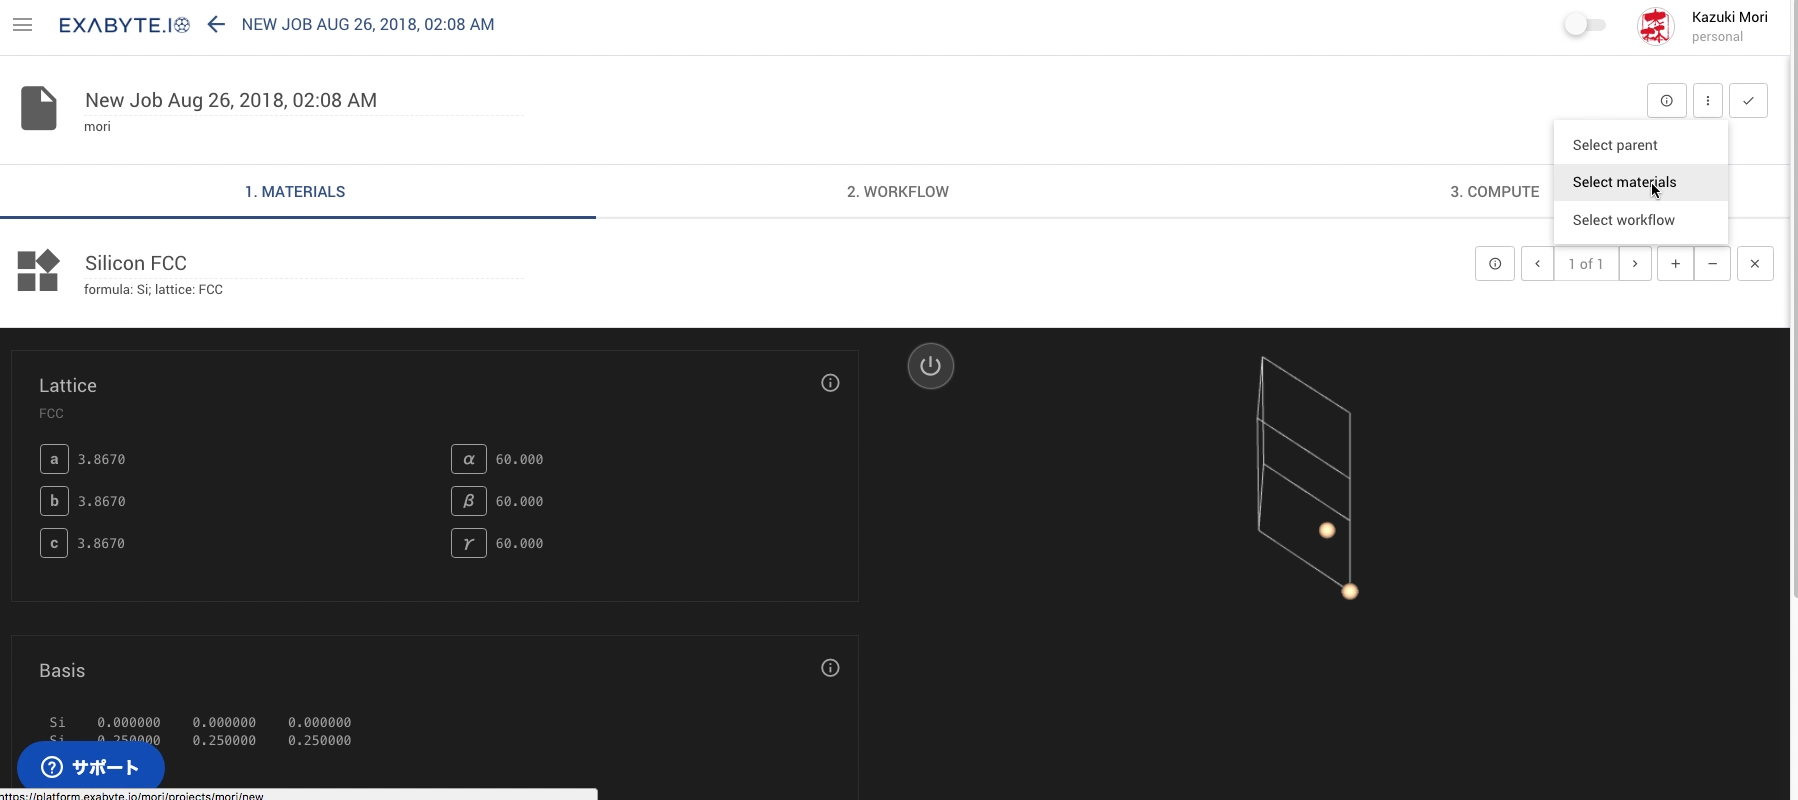 EXABYTE.IO
NEW JOB AUG 26, 2018, 02:08 AM
Kazuki Mori
personal
New Job Aug 26, 2018, 02:08 AM
mori
Select parent
Select materials
Select workflow
1. MATERIALS
2. WORKFLOW
3. COMPUTE
Silicon FCC
formula: Si; lattice: FCC
1 of 1
Lattice
FCC
a 3.8670
α 60.000
b 3.8670
β 60.000
c 3.8670
γ 60.000
Basis
Si 0.000000 0.000000 0.000000
Si 0.250000 0.250000 0.250000
サポート
https://platform.exabyte.io/mori/projects/mori/new